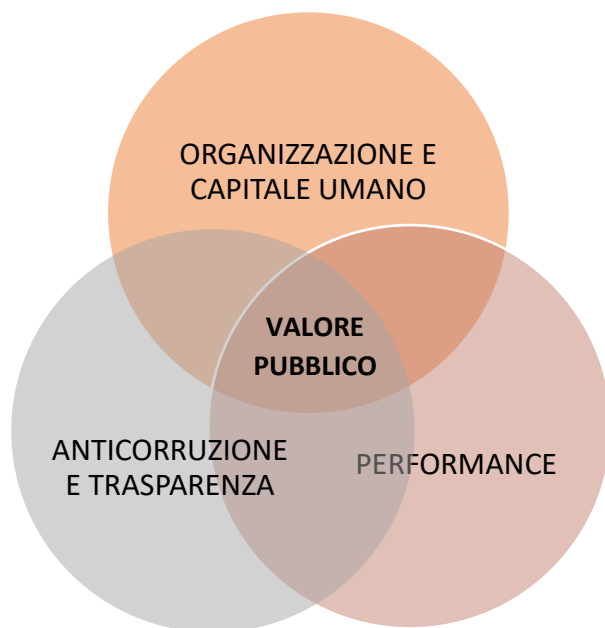 ORGANIZZAZIONE E
CAPITALE UMANO
VALORE
PUBBLICO
ANTICORRUZIONE
E TRASPARENZA
PERFORMANCE